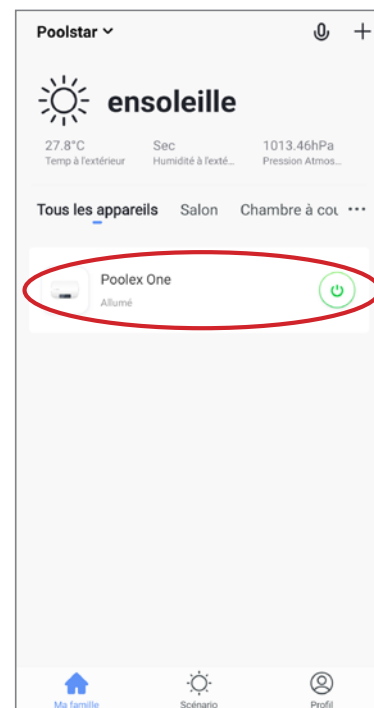 Poolstar
ensoleille
27.8°C Sec 1013.46hPa
Temp à l'extérieur Humidité à l'exté... Pression Atmos...
Tous les appareils Salon Chambre à cou ...
Poolex One
Allumé
Ma famille Scénario Profil